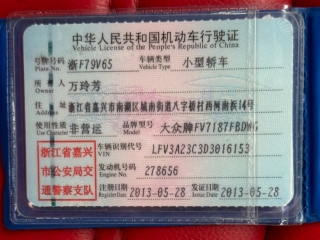 中华人民共和国机动车行驶证
Vehicle License of the People's Republic of China
号牌号码 Plate No. 浙F79V65 车辆类型 Vehicle Type 小型轿车
所有人 Owner 万玲芳
住址 Address 浙江省嘉兴市南湖区城南街道八字桥村西河南浜14号
使用性质 Use Character 非营运 品牌型号 Model 大众牌FV7187FBDWG
浙江省嘉兴
市公安局交
通警察支队
车辆识别代号 VIN LFV3A23C3D3016153
发动机号码 Engine No. 278656
注册日期 Register Date 2013-05-28 发证日期 Issue Date 2013-05-28